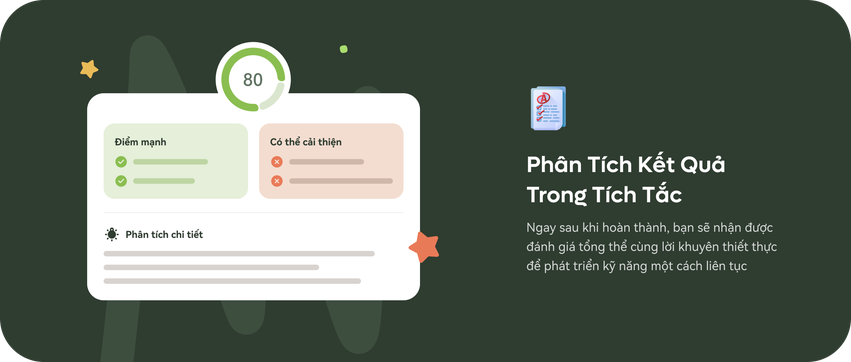 80
Điểm mạnh
Có thể cải thiện
Phân tích chi tiết
Phân Tích Kết Quả
Trong Tích Tắc
Ngay sau khi hoàn thành, bạn sẽ nhận được
đánh giá tổng thể cùng lời khuyên thiết thực
để phát triển kỹ năng một cách liên tục